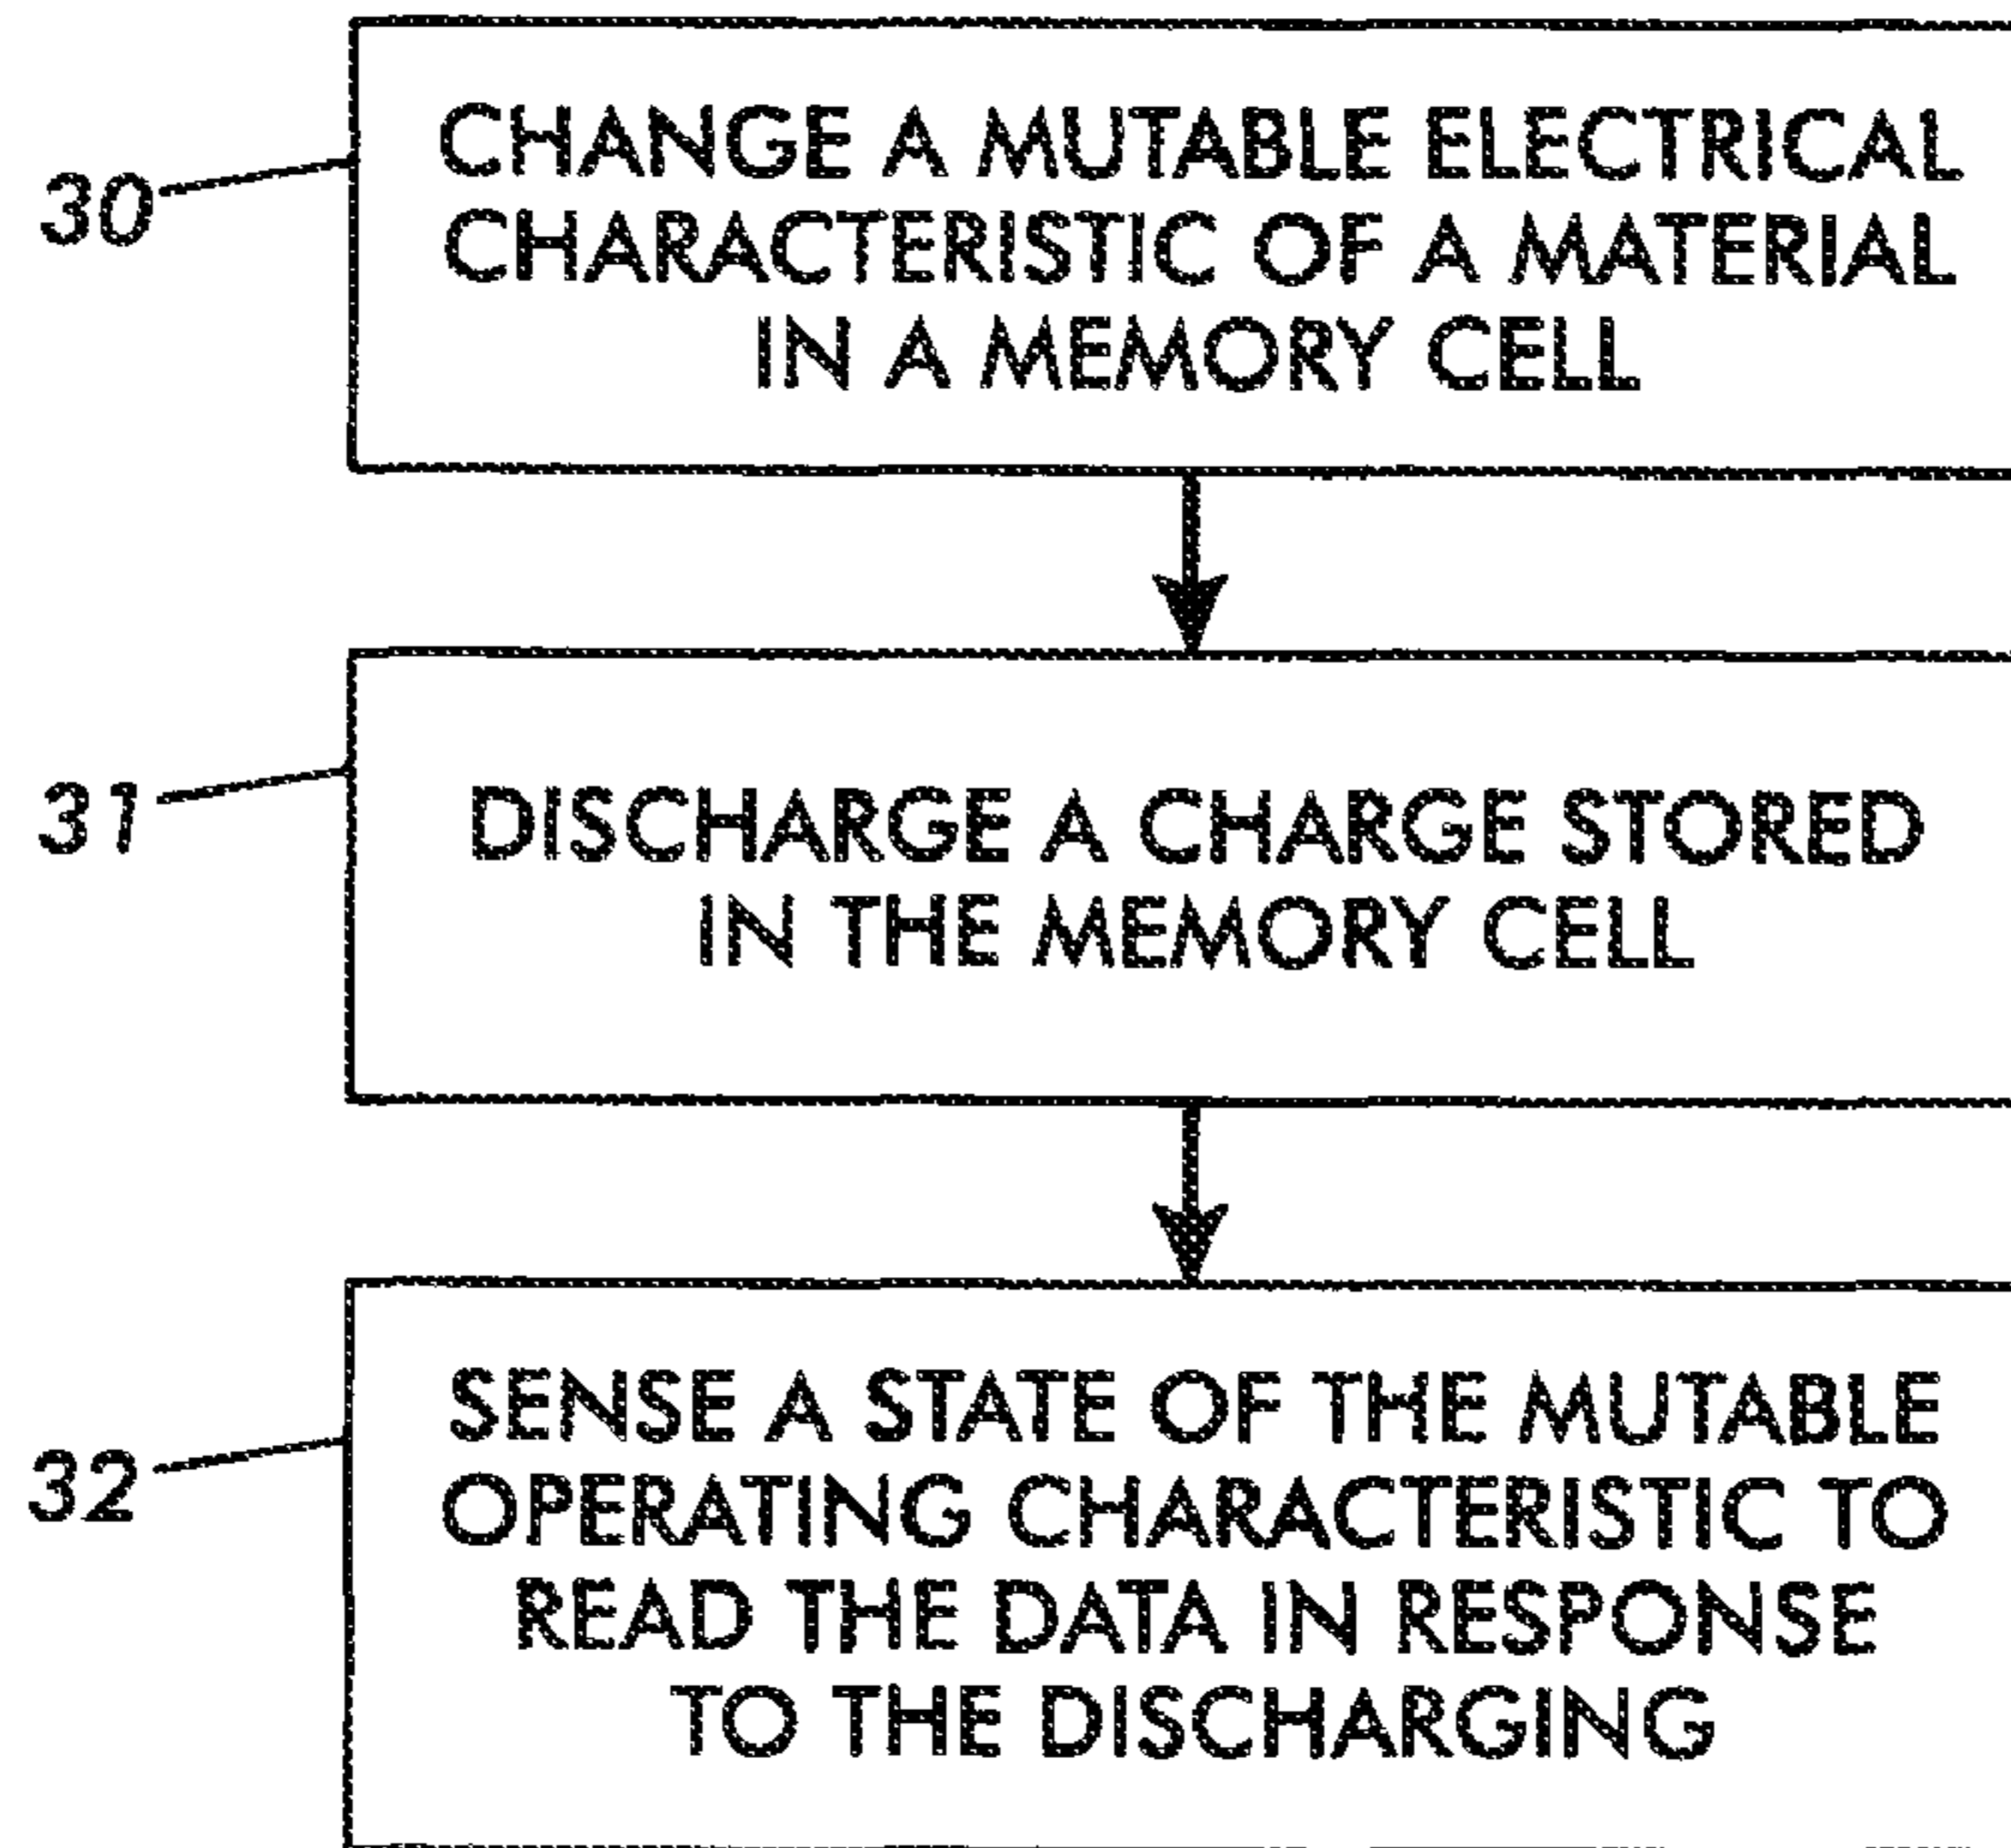 30
CHANGE A MUTABLE ELECTRICAL
CHARACTERISTIC OF A MATERIAL
IN A MEMORY CELL
31
DISCHARGE A CHARGE STORED
IN THE MEMORY CELL
32
SENSE A STATE OF THE MUTABLE
OPERATING CHARACTERISTIC TO
READ THE DATA IN RESPONSE
TO THE DISCHARGING